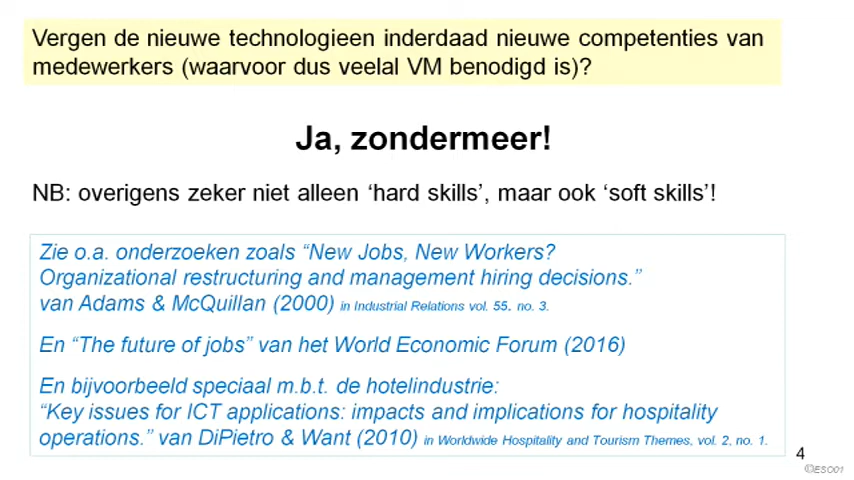 Vergen de nieuwe technologieen inderdaad nieuwe competenties van
medewerkers (waarvoor dus veelal VM benodigd is)?
Ja, zondermeer!
NB: overigens zeker niet alleen ‘hard skills’, maar ook ‘soft skills’!
Zie o.a. onderzoeken zoals “New Jobs, New Workers?
Organizational restructuring and management hiring decisions.”
van Adams & McQuillan (2000) in Industrial Relations vol. 55. no. 3.
En “The future of jobs” van het World Economic Forum (2016)
En bijvoorbeeld speciaal m.b.t. de hotelindustrie:
“Key issues for ICT applications: impacts and implications for hospitality
operations.” van DiPietro & Want (2010) in Worldwide Hospitality and Tourism Themes, vol. 2, no. 1.
4
©ESO01